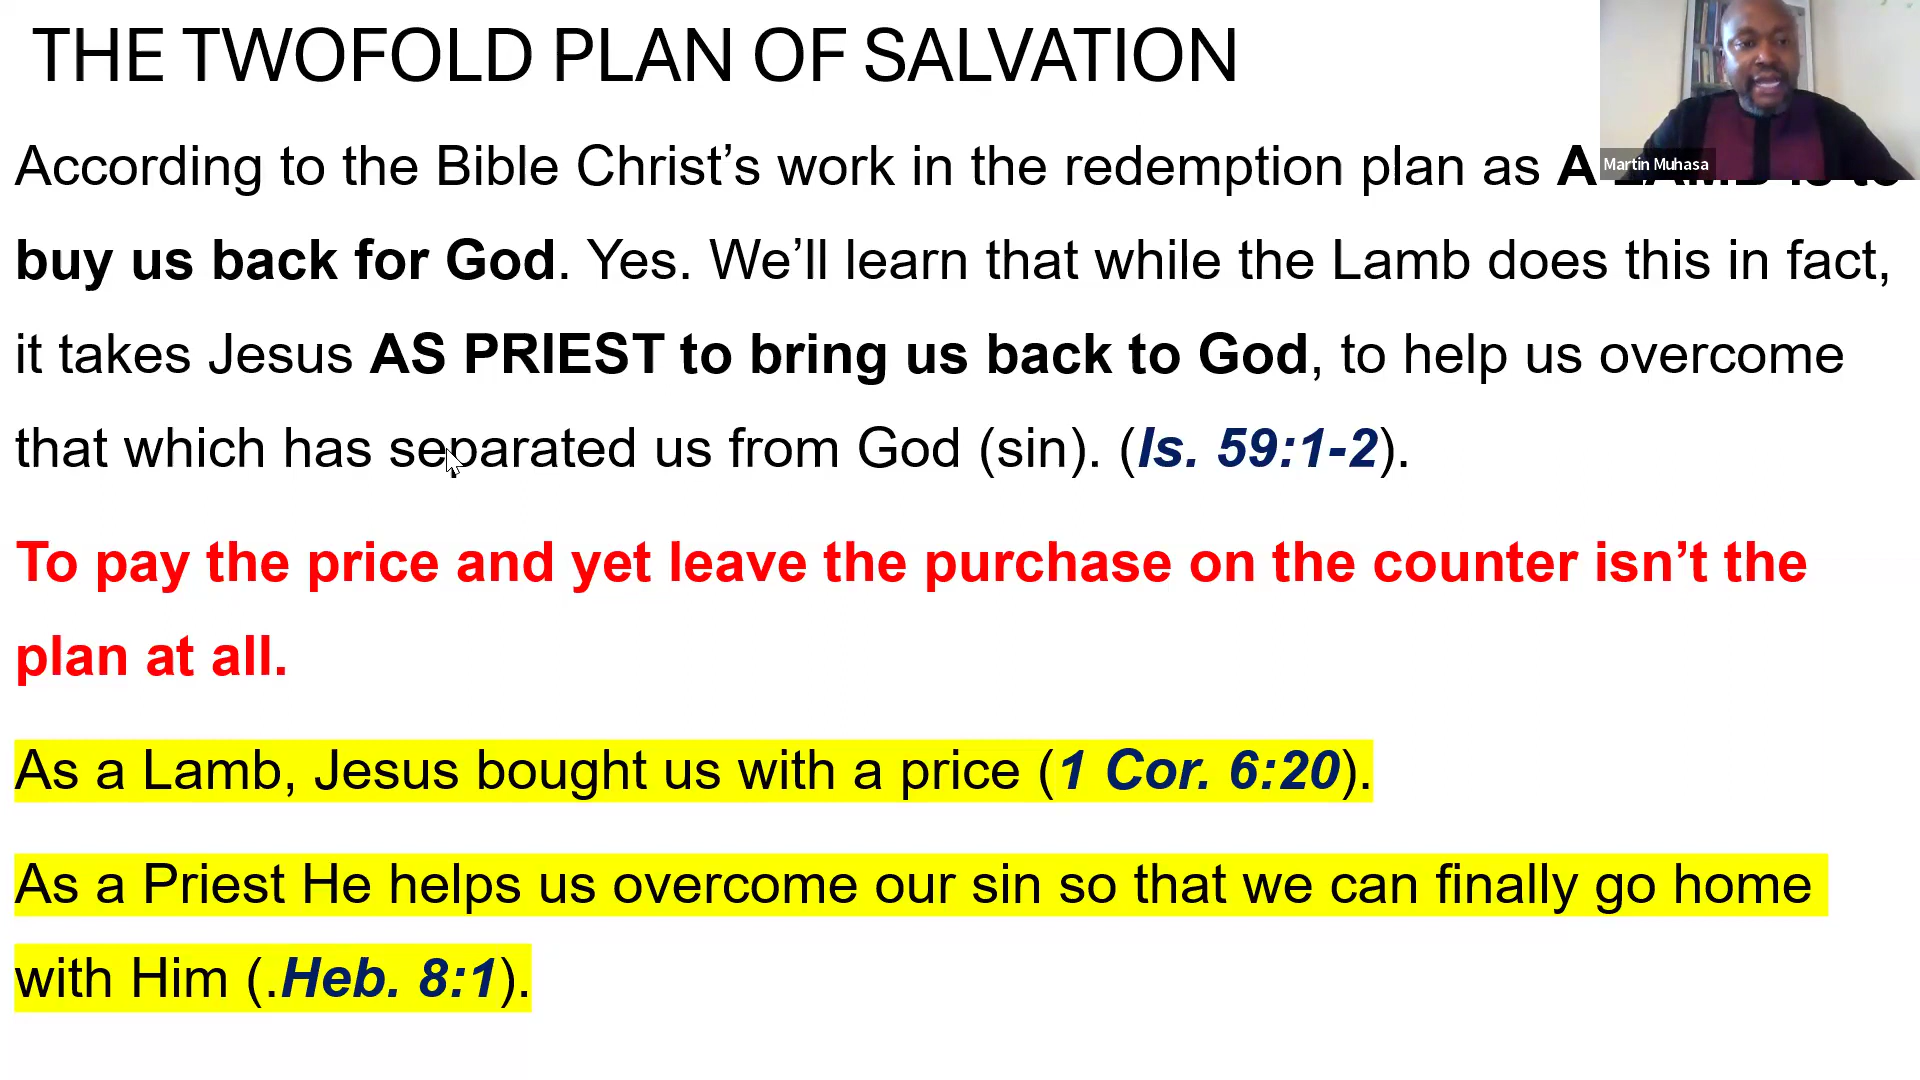 THE TWOFOLD PLAN OF SALVATION
According to the Bible Christ’s work in the redemption plan as A
buy us back for God. Yes. We’ll learn that while the Lamb does this in fact,
it takes Jesus AS PRIEST to bring us back to God, to help us overcome
that which has separated us from God (sin). (Is. 59:1-2).
To pay the price and yet leave the purchase on the counter isn’t the
plan at all.
As a Lamb, Jesus bought us with a price (1 Cor. 6:20).
As a Priest He helps us overcome our sin so that we can finally go home
with Him (.Heb. 8:1).
Martin Muhasa